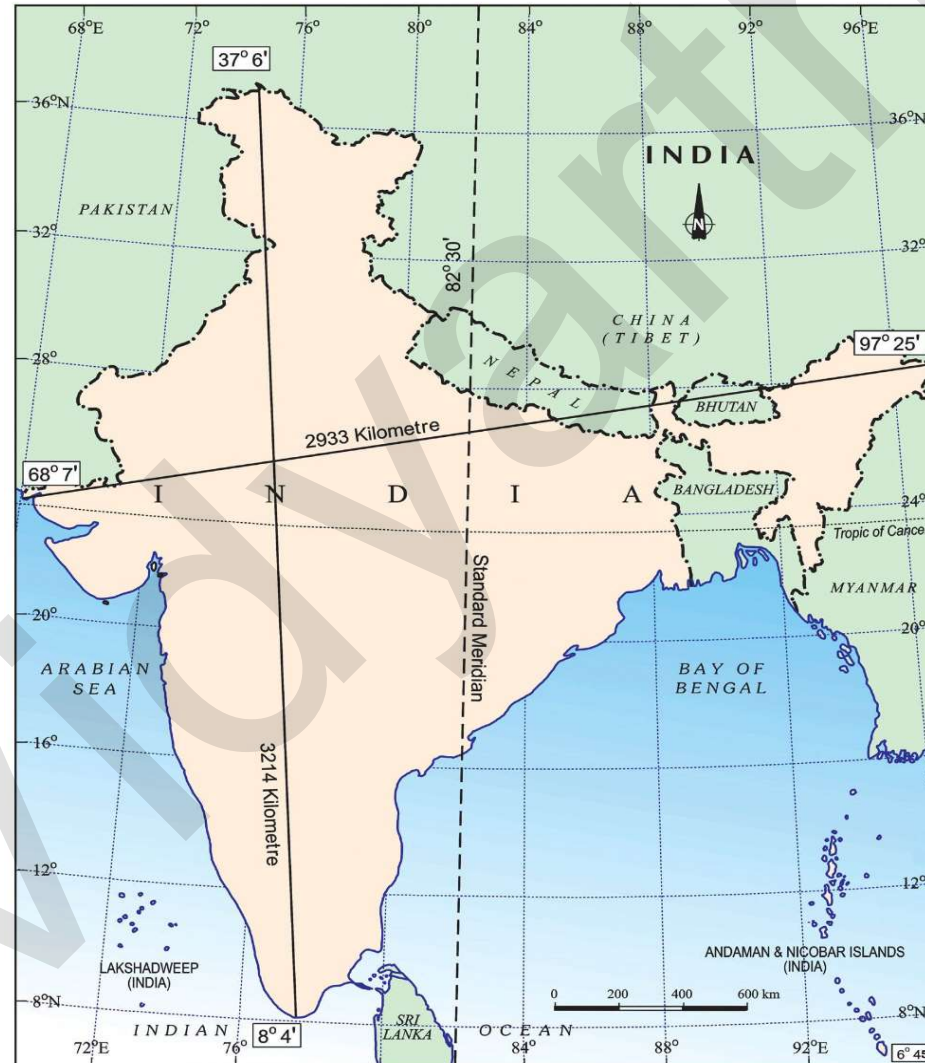 68°E
72°
76°
80°
84°
88°
92°
96°E
37° 6'
36°N
36°N
INDIA
N
PAKISTAN
32°
32°N
82° 30'
CHINA
(TIBET)
97° 25'
28°
NEPAL
BHUTAN
2933 Kilometre
68° 7'
I N D I A
BANGLADESH
24°
Tropic of Cancer
Standard Meridian
MYANMAR
20°
20°
ARABIAN
SEA
BAY OF
BENGAL
16°
3214 Kilometre
12°
12°
LAKSHADWEEP
(INDIA)
ANDAMAN & NICOBAR ISLANDS
(INDIA)
0 200 400 600 km
8°N
8°N
INDIAN OCEAN
8° 4'
SRI
LANKA
72°E
76°
84°
88°
92°
6° 45'